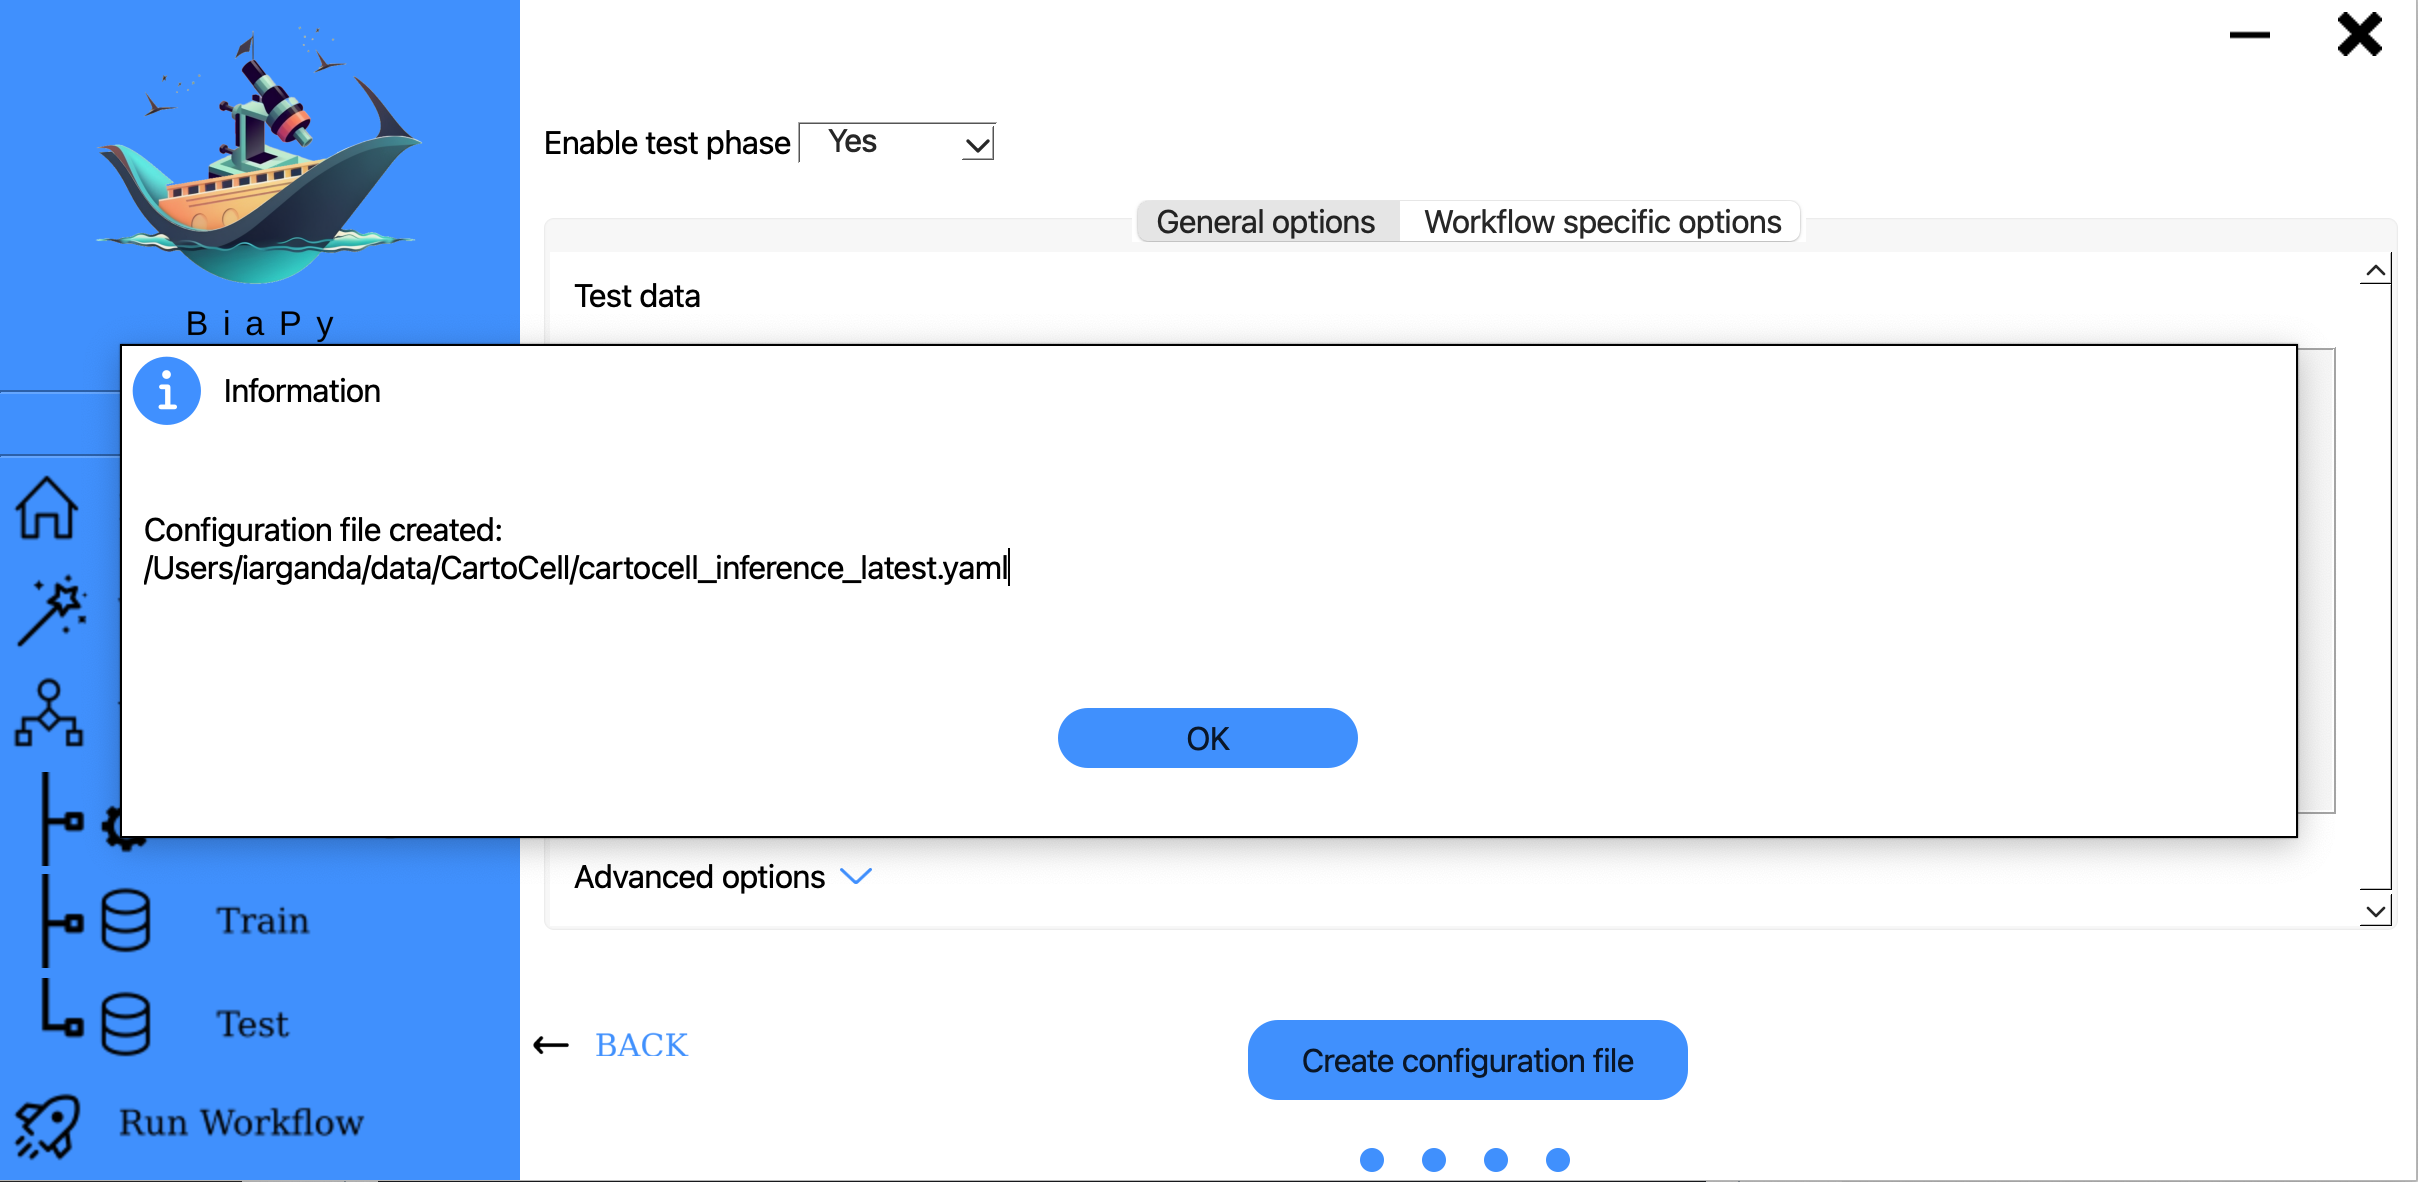 BiaPy
Enable test phase Yes
General options Workflow specific options
Test data
Information
Configuration file created:
/Users/iarganda/data/CartoCell/cartocell_inference_latest.yaml
OK
Advanced options
Train
Test
Run Workflow
BACK
Create configuration file